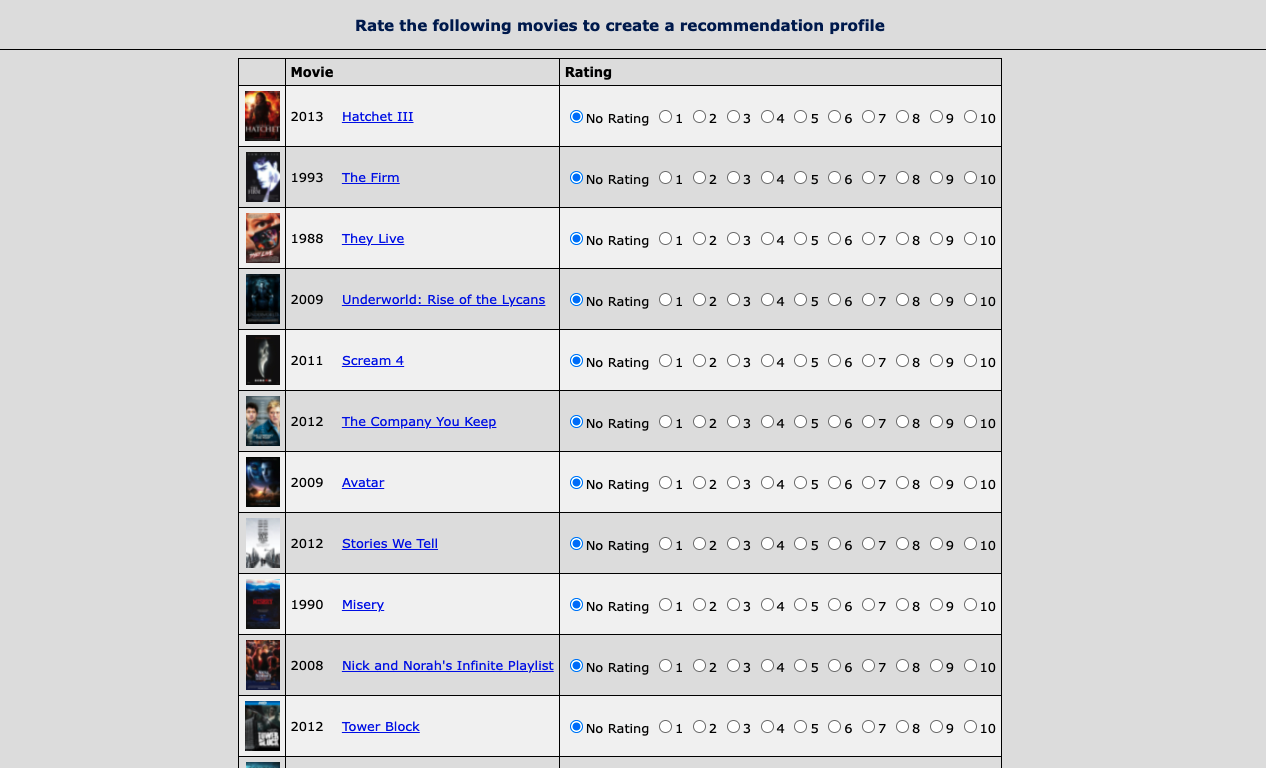 Rate the following movies to create a recommendation profile
Movie Rating
HATCHET
2013 Hatchet III No Rating 1 2 3 4 5 6 7 8 9 10
1993 The Firm No Rating 1 2 3 4 5 6 7 8 9 10
1988 They Live No Rating 1 2 3 4 5 6 7 8 9 10
2009 Underworld: Rise of the Lycans No Rating 1 2 3 4 5 6 7 8 9 10
2011 Scream 4 No Rating 1 2 3 4 5 6 7 8 9 10
2012 The Company You Keep No Rating 1 2 3 4 5 6 7 8 9 10
2009 Avatar No Rating 1 2 3 4 5 6 7 8 9 10
2012 Stories We Tell No Rating 1 2 3 4 5 6 7 8 9 10
1990 Misery No Rating 1 2 3 4 5 6 7 8 9 10
2008 Nick and Norah's Infinite Playlist No Rating 1 2 3 4 5 6 7 8 9 10
2012 Tower Block No Rating 1 2 3 4 5 6 7 8 9 10
TOWER
BLOCK